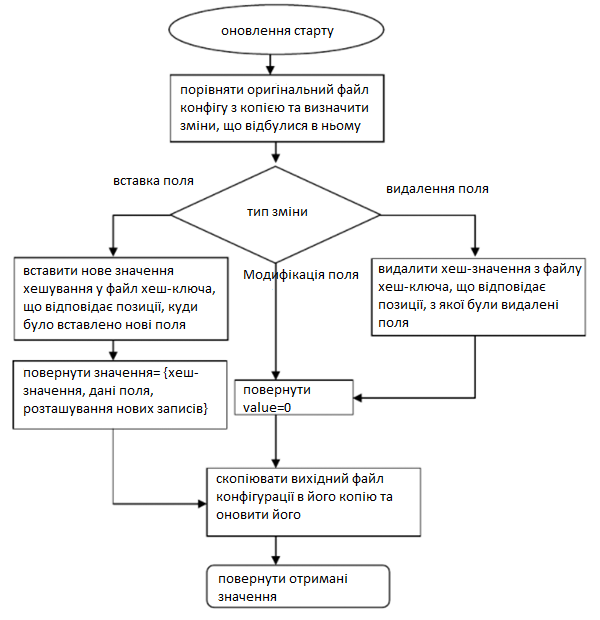 оновлення старту
порівняти оригінальний файл
конфігу з копією та визначити
зміни, що відбулися в ньому
вставка поля
видалення поля
тип зміни
Модифікація поля
вставити нове значення
хешування у файл хеш-ключа,
що відповідає позиції, куди
було вставлено нові поля
видалити хеш-значення з файлу
хеш-ключа, що відповідає
позиції, з якої були видалені
поля
повернути значення= {хеш-
значення, дані поля,
розташування нових записів}
повернути
value=0
скопіювати вихідний файл
конфігурації в його копію та
оновити його
повернути отримані
значення